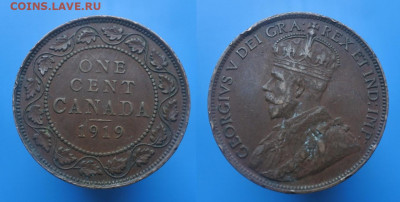 COINS.LAVE.RU
ONE
CENT
CANADA
1919
GEORGIVS V DEI GRA: REX ET IND: IMP: